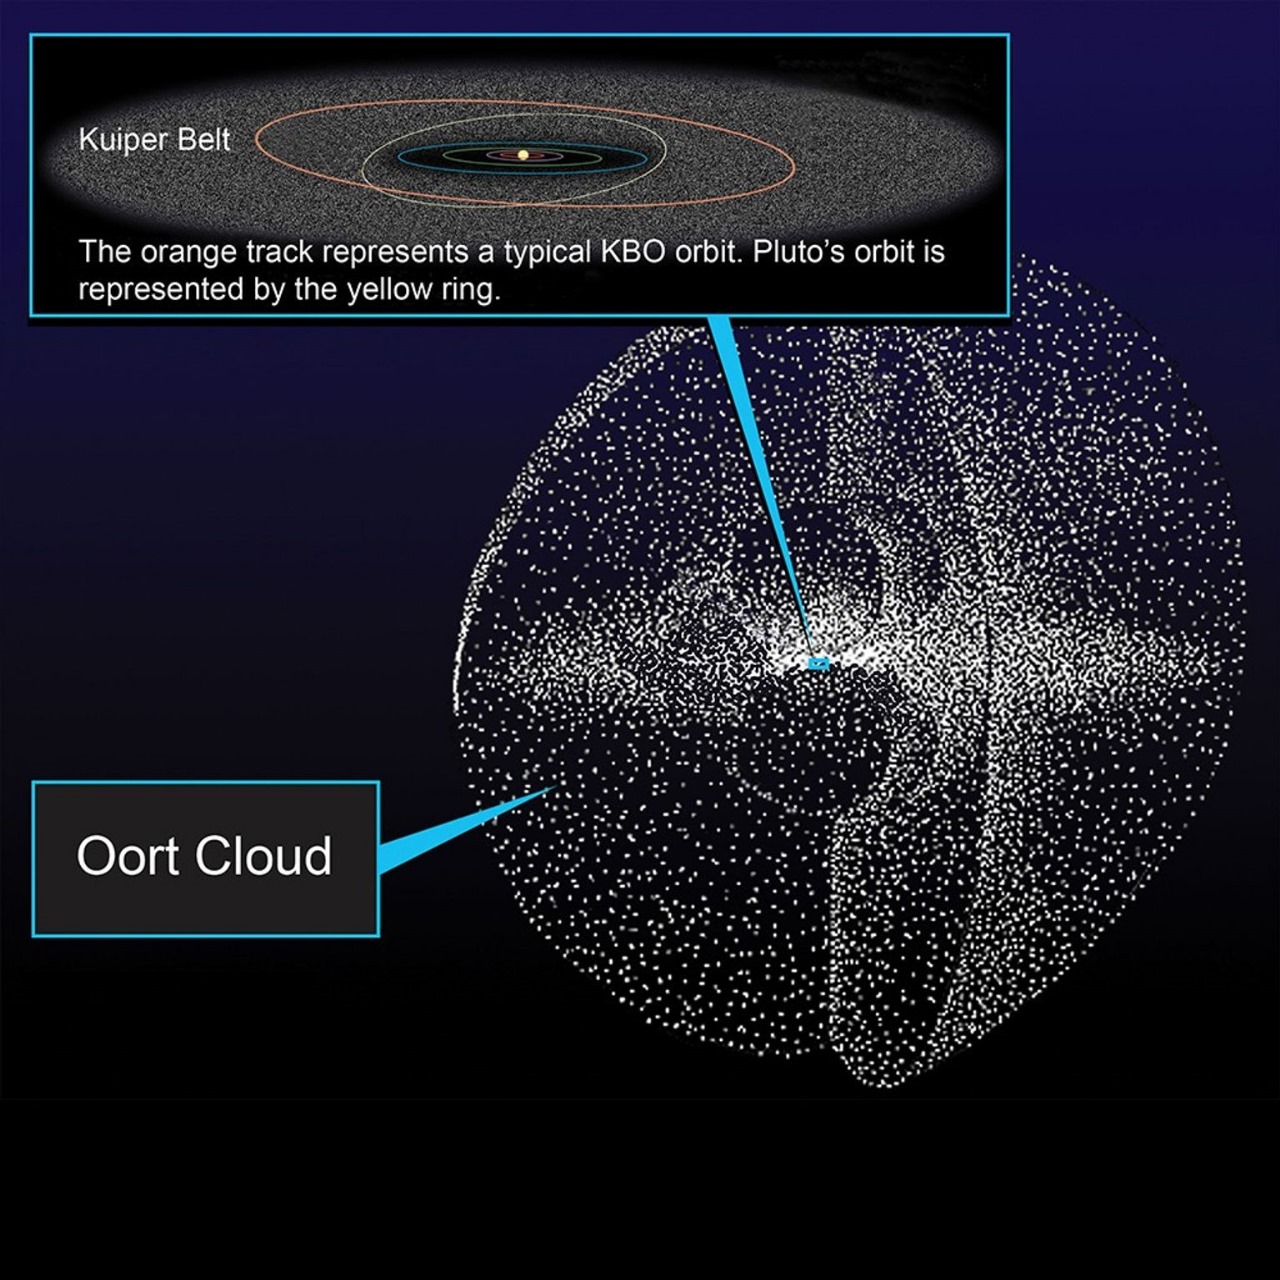 Kuiper Belt
The orange track represents a typical KBO orbit. Pluto’s orbit is
represented by the yellow ring.
Oort Cloud